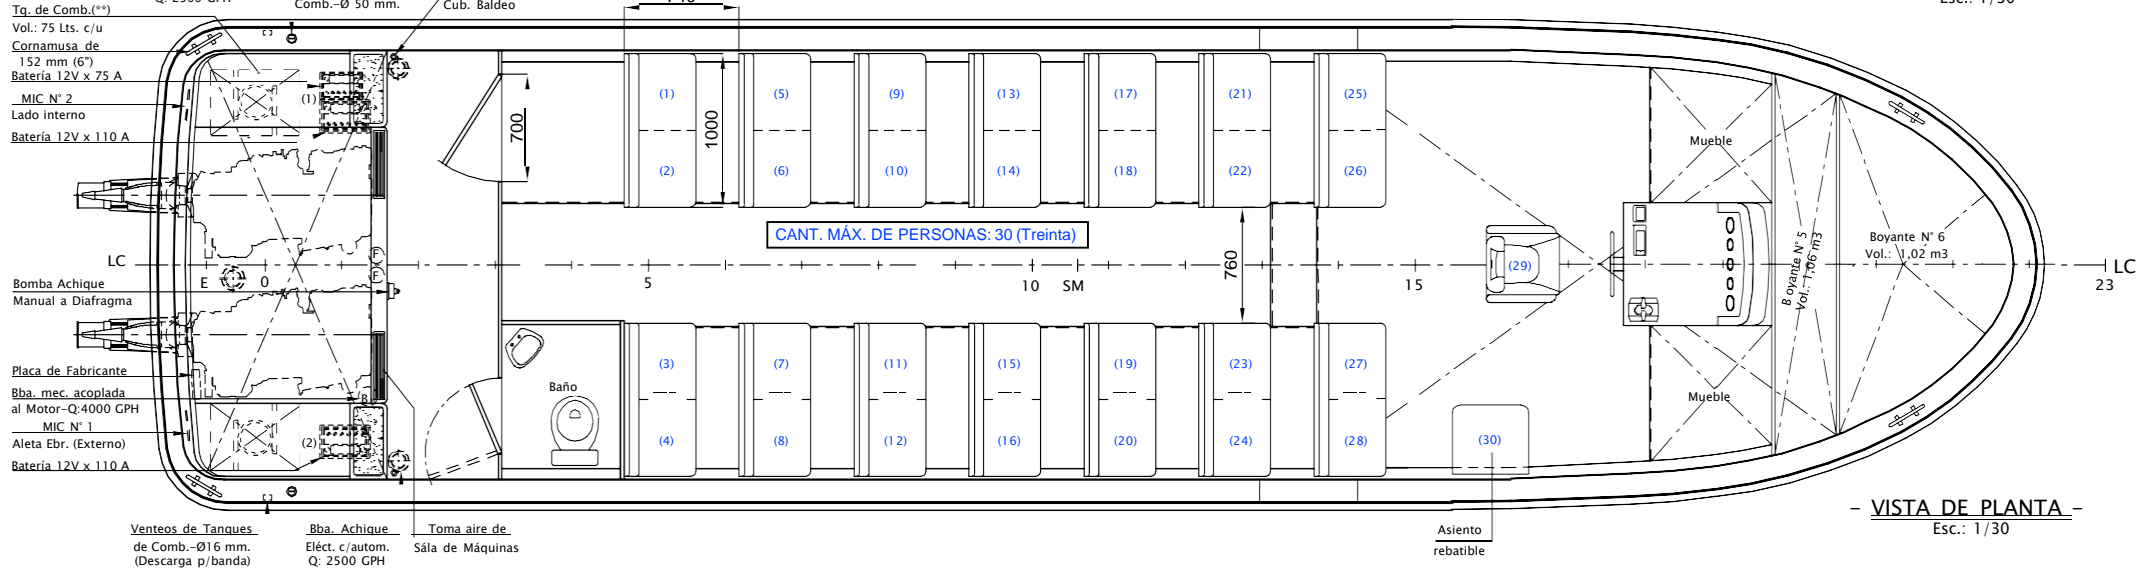 Q: 2500 GPH
Comb.-Ø 50 mm.
Cub. Baldeo
740
Esc.: 1/30
Tq. de Comb.(**)
Vol.: 75 Lts. c/u
Cornamusa de
152 mm (6")
Batería 12V x 75 A
MIC N° 2
Lado interno
Batería 12V x 110 A
(1)
700
1000
(1)
(5)
(9)
(13)
(17)
(21)
(25)
(2)
(6)
(10)
(14)
(18)
(22)
(26)
Mueble
CANT. MÁX. DE PERSONAS: 30 (Treinta)
LC
E
0
F
F
5
10
SM
760
15
(29)
Boyante N° 5
Vol.: 1,06 m3
Boyante N° 6
Vol.: 1,02 m3
LC
23
Bomba Achique
Manual a Diafragma
Placa de Fabricante
Bba. mec. acoplada
al Motor-Q:4000 GPH
MIC N° 1
Aleta Ebr. (Externo)
Batería 12V x 110 A
B
(2)
Baño
(3)
(7)
(11)
(15)
(19)
(23)
(27)
(4)
(8)
(12)
(16)
(20)
(24)
(28)
(30)
Mueble
Venteos de Tanques
de Comb.-Ø16 mm.
(Descarga p/banda)
Bba. Achique
Eléct. c/autom.
Q: 2500 GPH
Toma aire de
Sála de Máquinas
Asiento
rebatible
- VISTA DE PLANTA -
Esc.: 1/30